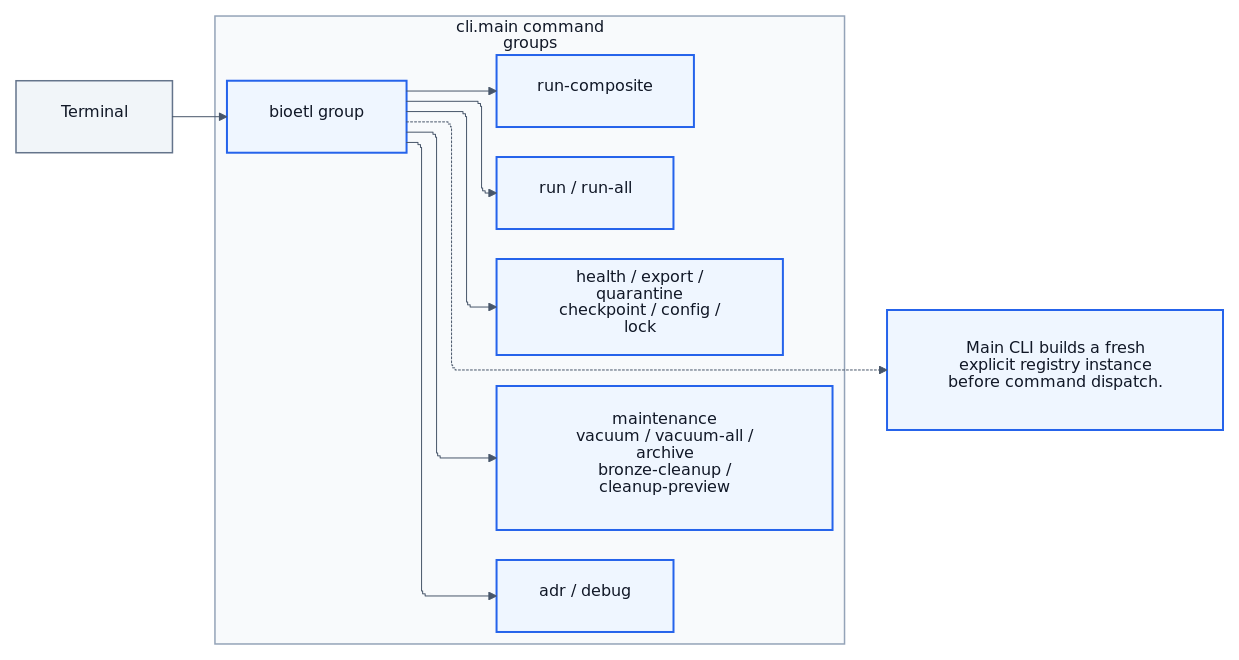 cli.main command
groups
Terminal
bioetl group
run-composite
run / run-all
health / export /
quarantine
checkpoint / config /
lock
Main CLI builds a fresh
explicit registry instance
before command dispatch.
maintenance
vacuum / vacuum-all /
archive
bronze-cleanup /
cleanup-preview
adr / debug